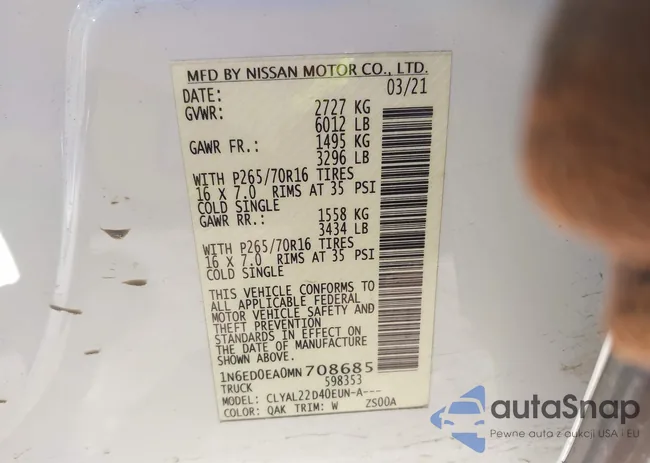 MFD BY NISSAN MOTOR CO., LTD.
DATE: 03/21
GVWR: 2727 KG
6012 LB
GAWR FR.: 1495 KG
3296 LB
WITH P265/70R16 TIRES
16 X 7.0 RIMS AT 35 PSI
COLD SINGLE
GAWR RR.: 1558 KG
3434 LB
WITH P265/70R16 TIRES
16 X 7.0 RIMS AT 35 PSI
COLD SINGLE
THIS VEHICLE CONFORMS TO
ALL APPLICABLE FEDERAL
MOTOR VEHICLE SAFETY AND
THEFT PREVENTION
STANDARDS IN EFFECT ON
THE DATE OF MANUFACTURE
SHOWN ABOVE.
1N6ED0EA0MN708685
TRUCK 598353
MODEL: CLYAL22D40EUN-A---
COLOR: QAK TRIM: W ZS00A
autoSnap
Pewne auta z aukcji USA i EU